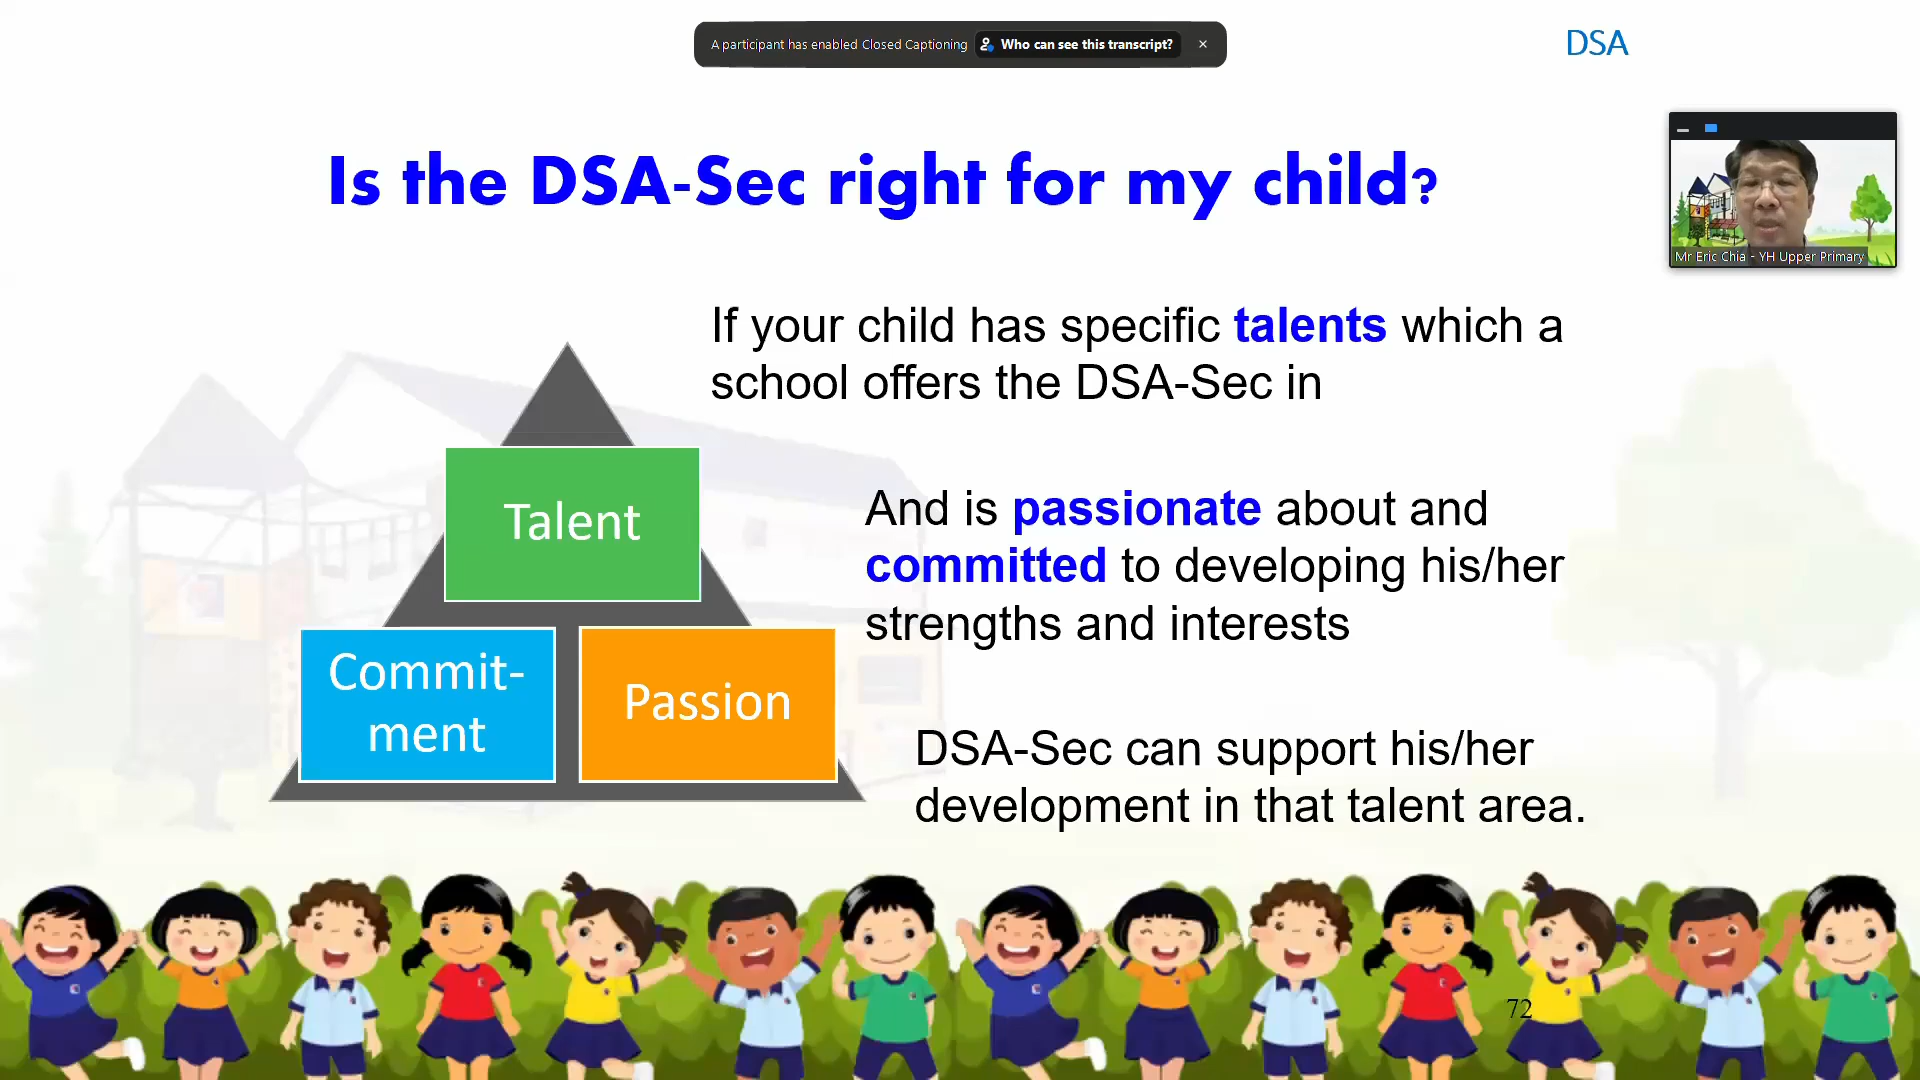 A participant has enabled Closed Captioning Who can see this transcript?
DSA
Is the DSA-Sec right for my child?
Mr Eric Chia - YH Upper Primary
If your child has specific talents which a
school offers the DSA-Sec in
Talent
And is passionate about and
committed to developing his/her
strengths and interests
Commit-
ment
Passion
DSA-Sec can support his/her
development in that talent area.
72